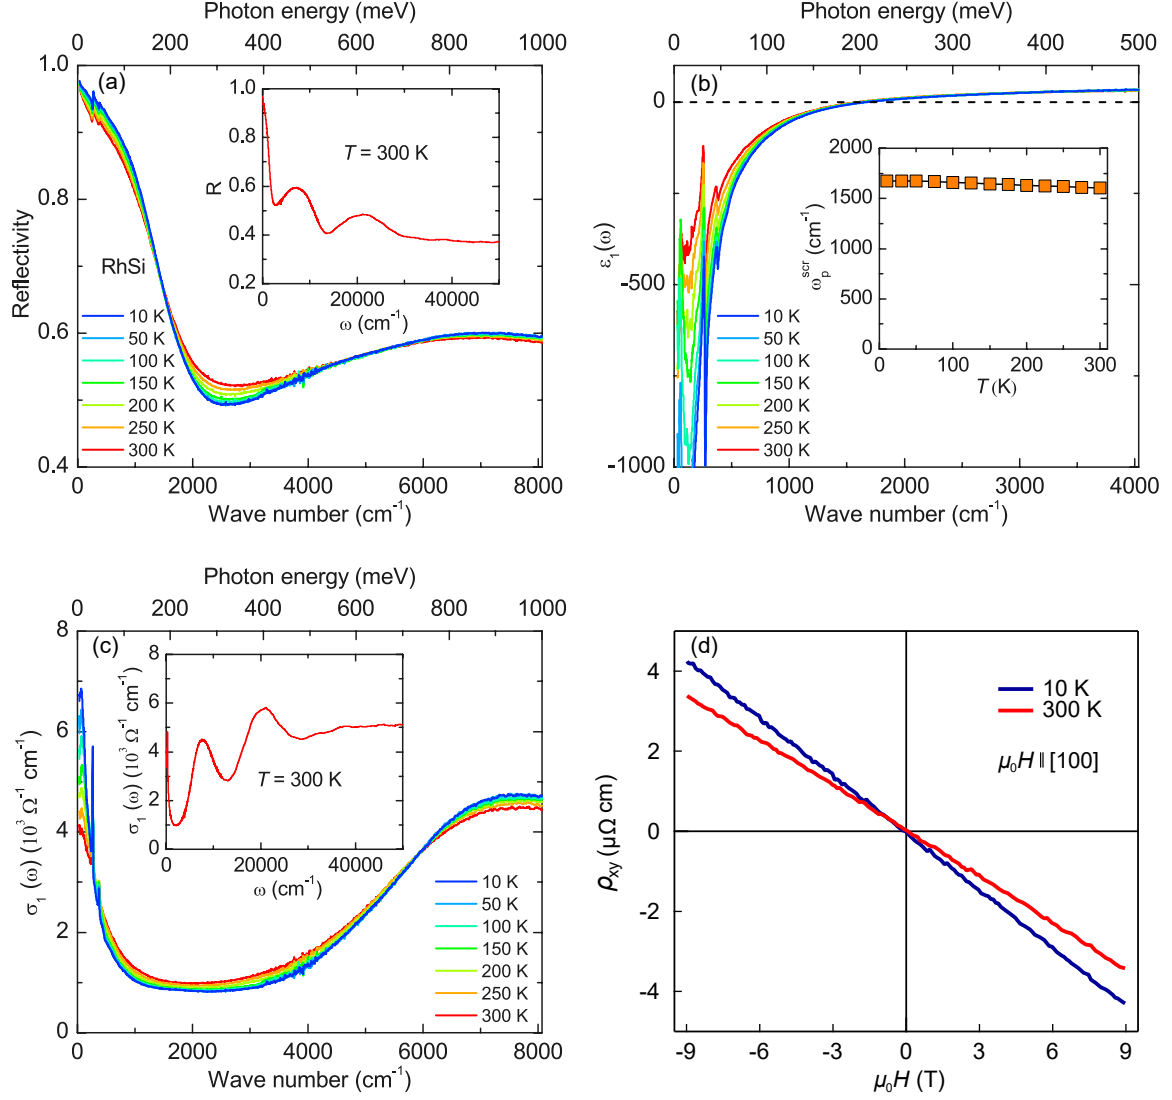 Photon energy (meV)
0 200 400 600 800 1000
(a)
Reflectivity
1.0
0.8
0.6
0.4
RhSi
10 K
50 K
100 K
150 K
200 K
250 K
300 K
0 2000 4000 6000 8000
Wave number (cm⁻¹)
R
1.0
0.8
0.6
0.4
0.2
T = 300 K
0 20000 40000
ω (cm⁻¹)
Photon energy (meV)
0 100 200 300 400 500
(b)
ε₁(ω)
0
-500
-1000
10 K
50 K
100 K
150 K
200 K
250 K
300 K
0 1000 2000 3000 4000
Wave number (cm⁻¹)
ωₚˢᶜʳ (cm⁻¹)
2000
1500
1000
500
0
0 100 200 300
T (K)
Photon energy (meV)
0 200 400 600 800 1000
(c)
σ₁ (ω) (10³ Ω⁻¹ cm⁻¹)
8
6
4
2
0
10 K
50 K
100 K
150 K
200 K
250 K
300 K
0 2000 4000 6000 8000
Wave number (cm⁻¹)
σ₁ (ω) (10³ Ω⁻¹ cm⁻¹)
8
6
4
2
0
T = 300 K
0 20000 40000
ω (cm⁻¹)
(d)
ρxy (μΩ cm)
4
2
0
-2
-4
10 K
300 K
μ₀H ∥ [100]
-9 -6 -3 0 3 6 9
μ₀H (T)